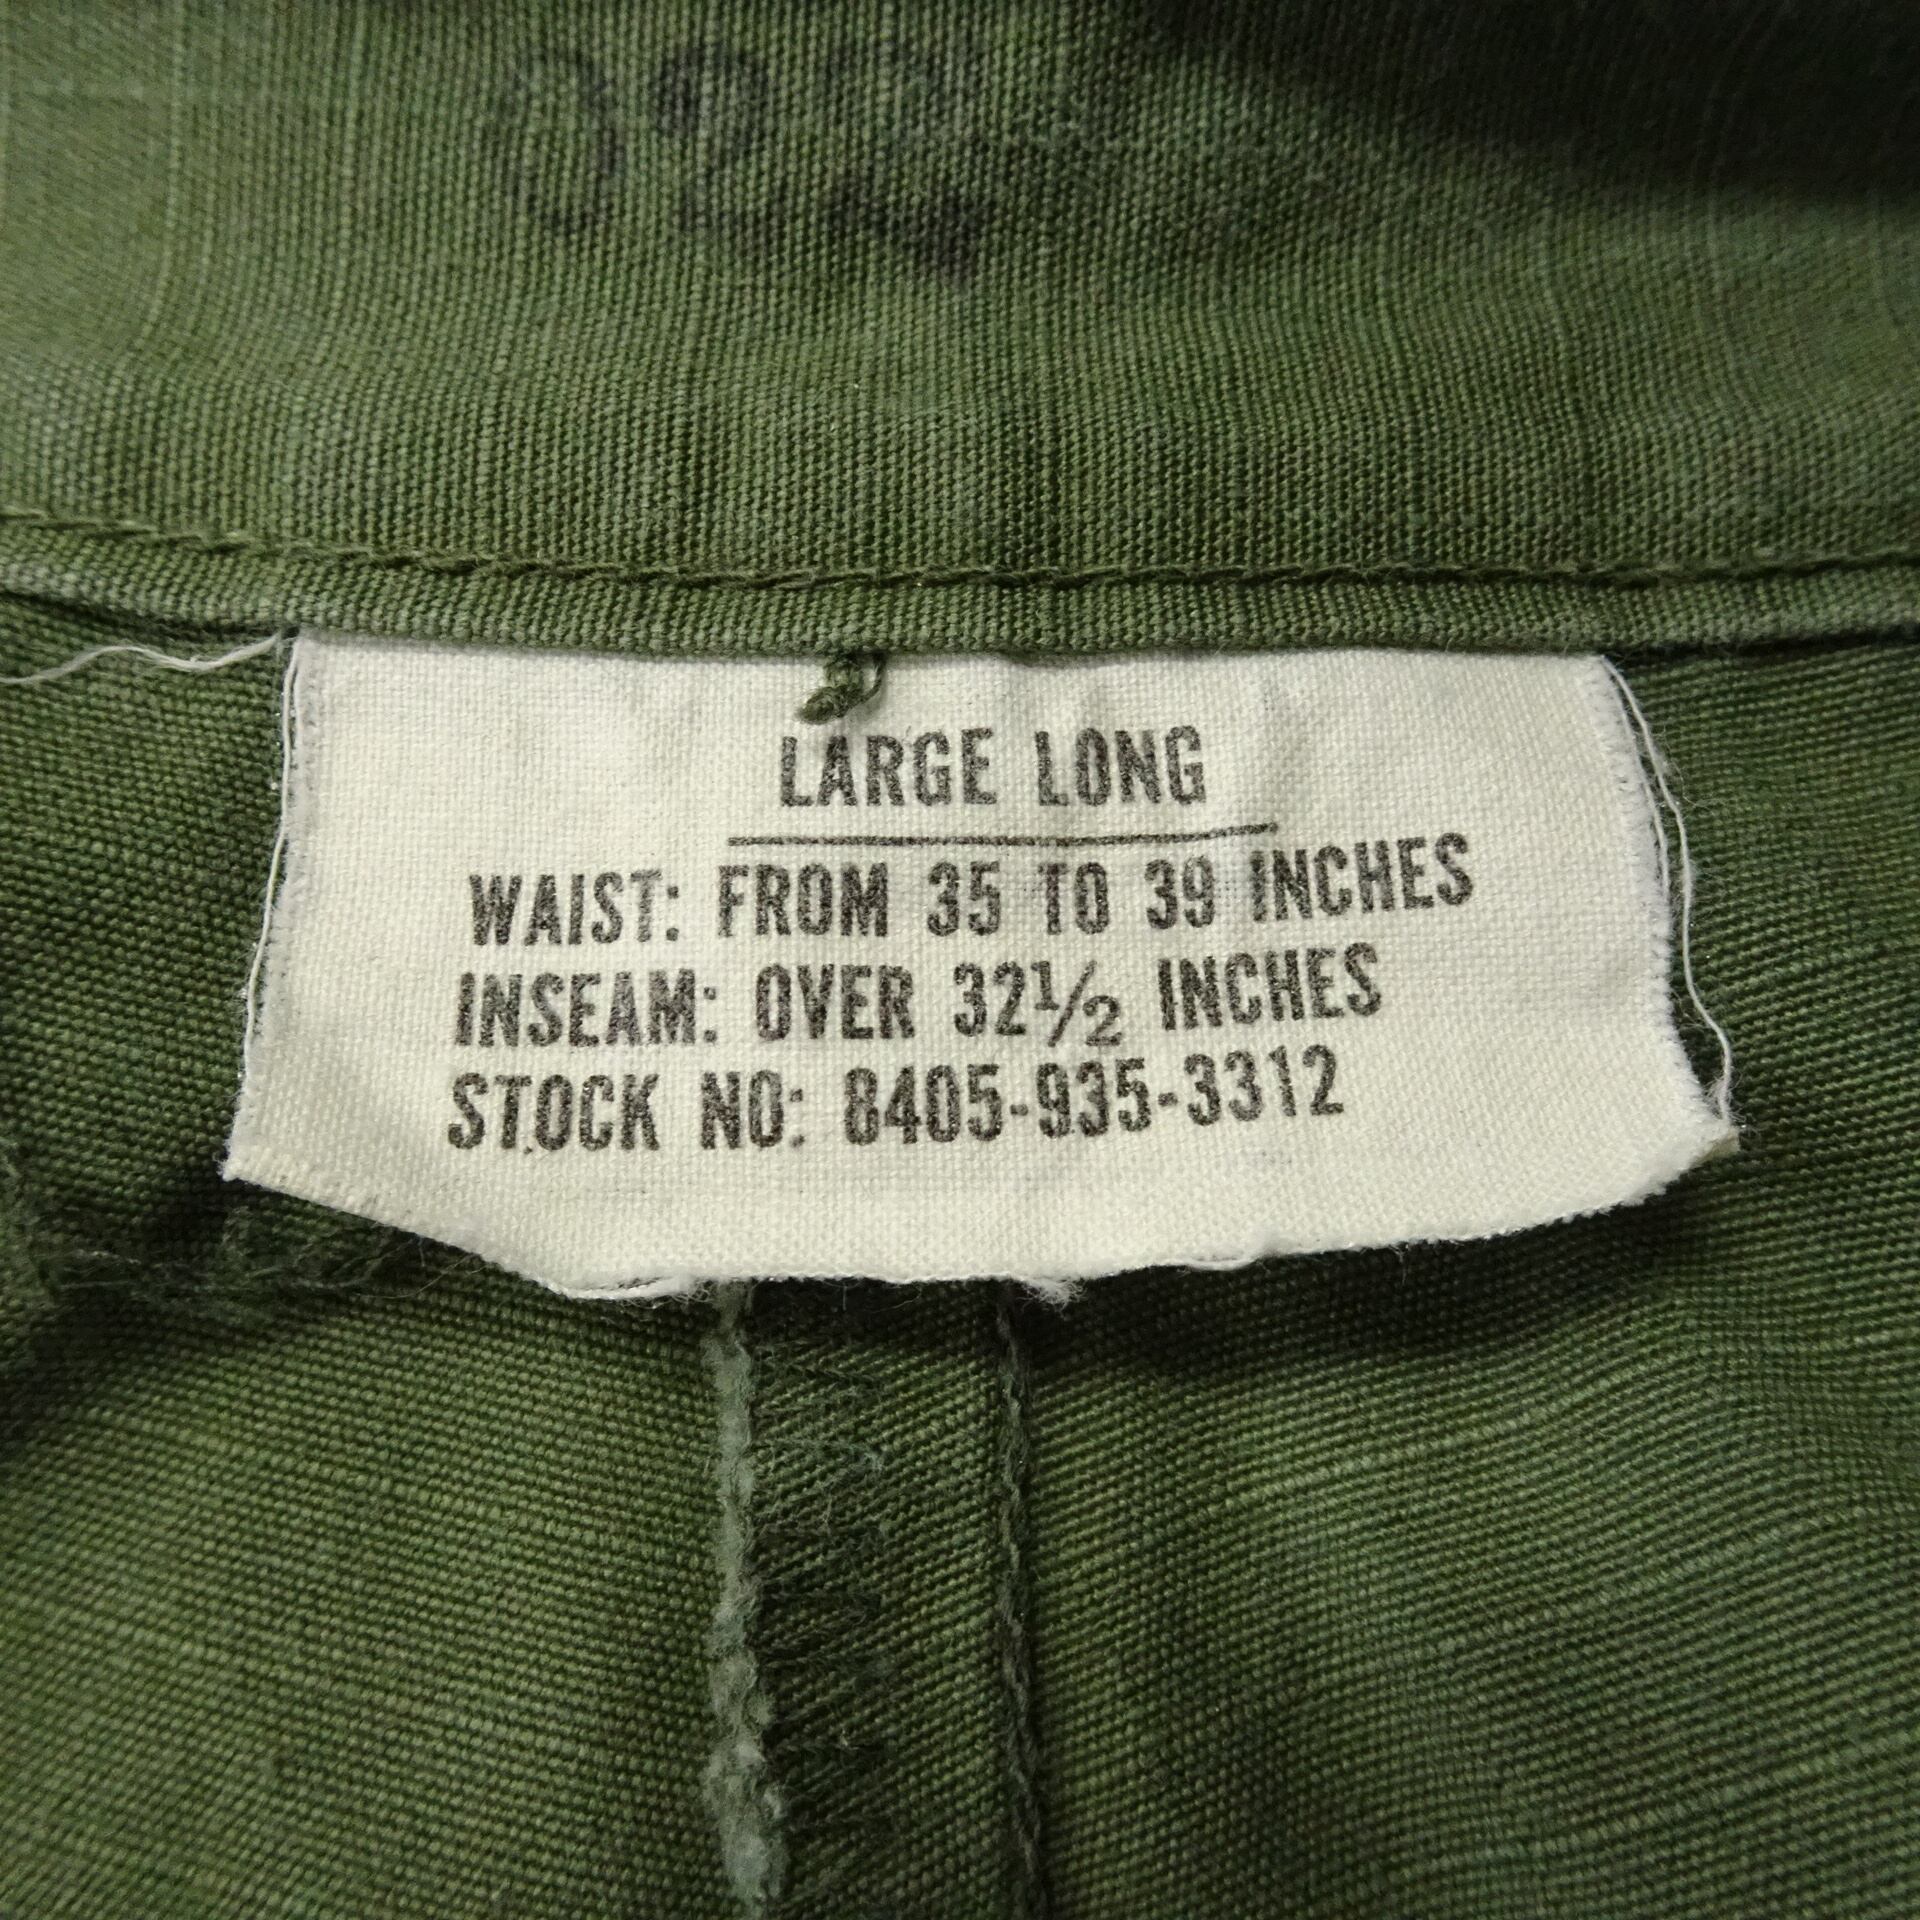 LARGE LONG
WAIST: FROM 35 TO 39 INCHES
INSEAM: OVER 32½ INCHES
STOCK NO: 8405-935-3312